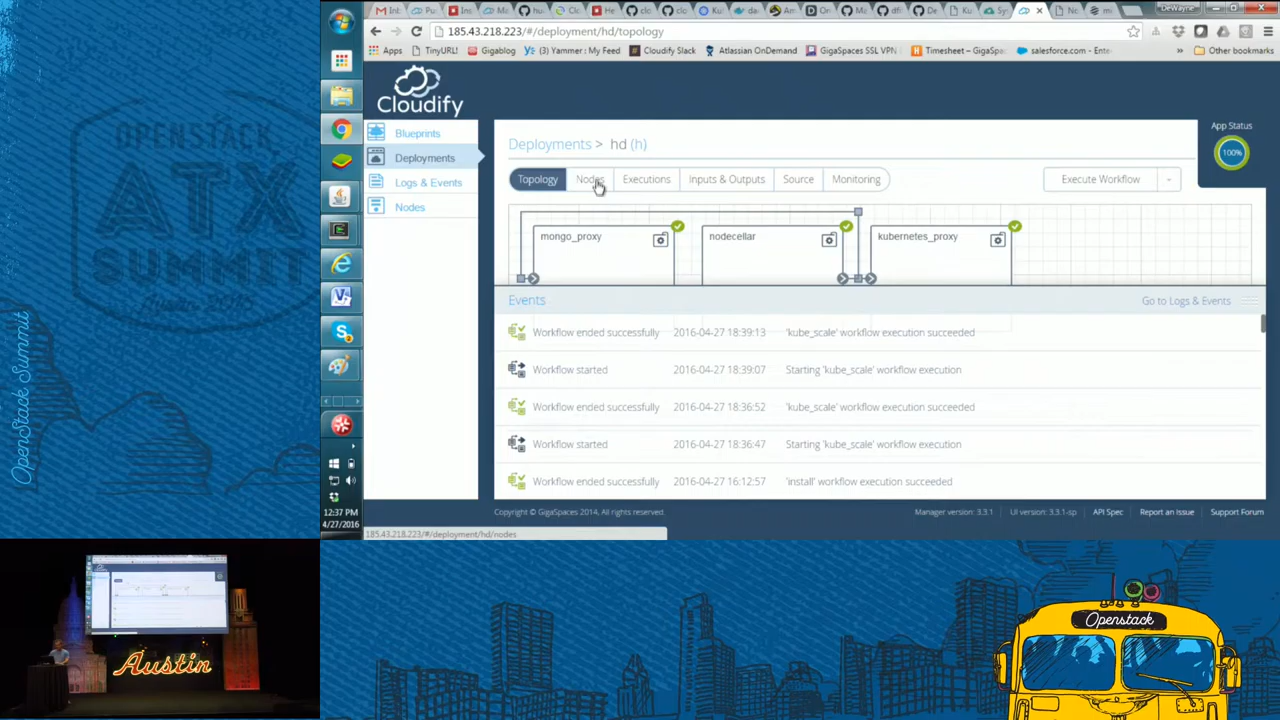 185.43.218.223/#/deployment/hd/topology
DeWayne
Apps
TinyURL!
Gigablog
Yammer : My Feed
Cloudify Slack
Atlassian OnDemand
GigaSpaces SSL VPN
Timesheet – GigaSpac
salesforce.com - Ente
»
Other bookmarks
Cloudify
Blueprints
Deployments
Logs & Events
Nodes
Deployments > hd (h)
App Status
100%
Topology
Nodes
Executions
Inputs & Outputs
Source
Monitoring
Execute Workflow
mongo_proxy
nodecellar
kubernetes_proxy
Events
Go to Logs & Events
Workflow ended successfully 2016-04-27 18:39:13 'kube_scale' workflow execution succeeded
Workflow started 2016-04-27 18:39:07 Starting 'kube_scale' workflow execution
Workflow ended successfully 2016-04-27 18:36:52 'kube_scale' workflow execution succeeded
Workflow started 2016-04-27 18:36:47 Starting 'kube_scale' workflow execution
Workflow ended successfully 2016-04-27 16:12:57 'install' workflow execution succeeded
Copyright © GigaSpaces 2014, All rights reserved.
Manager version: 3.3.1
UI version: 3.3.1-sp
API Spec
Report an Issue
Support Forum
185.43.218.223/#/deployment/hd/nodes
12:37 PM
4/27/2016
OPENSTACK
ATX
SUMMIT
OpenStack Summit
Austin
Openstack